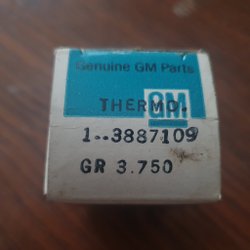 Genuine GM Parts
GM
THERMO.
1..3887109
GR 3.750